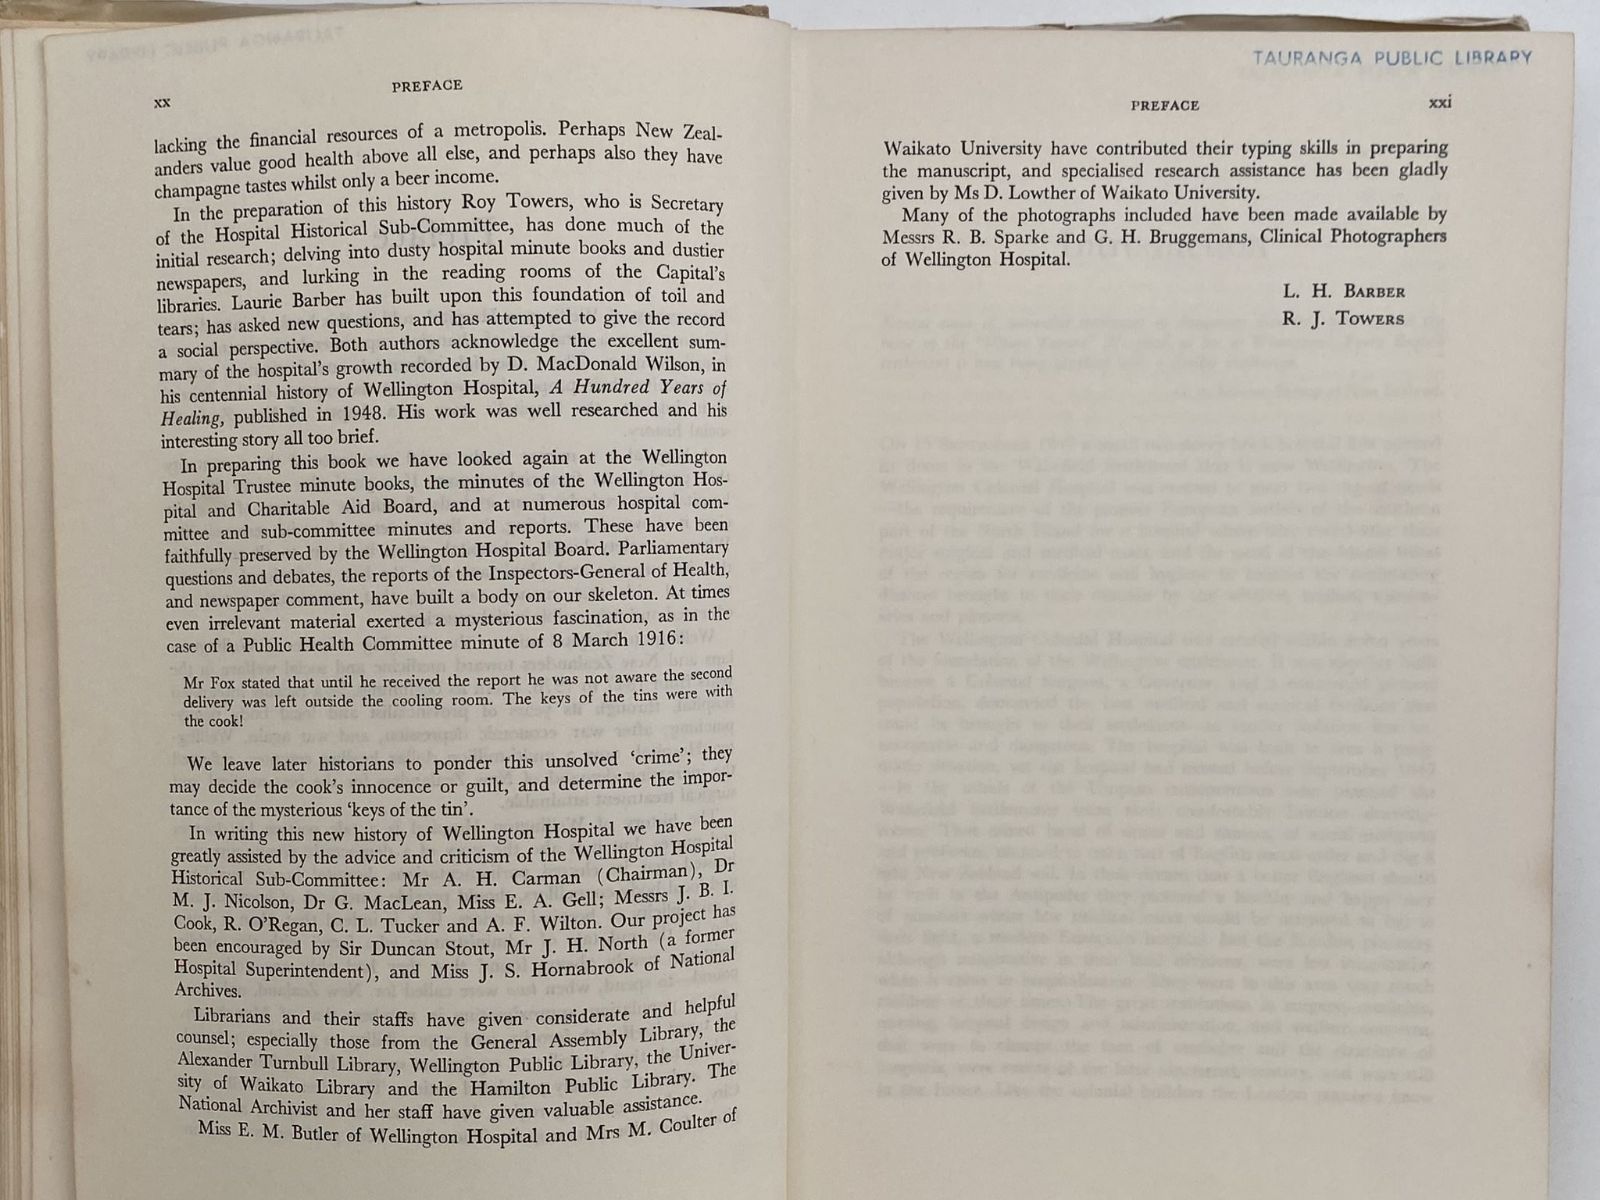 PREFACE
xx
lacking the financial resources of a metropolis. Perhaps New Zeal-
anders value good health above all else, and perhaps also they have
champagne tastes whilst only a beer income.
In the preparation of this history Roy Towers, who is Secretary
of the Hospital Historical Sub-Committee, has done much of the
initial research; delving into dusty hospital minute books and dustier
newspapers, and lurking in the reading rooms of the Capital's
libraries. Laurie Barber has built upon this foundation of toil and
tears; has asked new questions, and has attempted to give the record
a social perspective. Both authors acknowledge the excellent sum-
mary of the hospital's growth recorded by D. MacDonald Wilson, in
his centennial history of Wellington Hospital, A Hundred Years of
Healing, published in 1948. His work was well researched and his
interesting story all too brief.
In preparing this book we have looked again at the Wellington
Hospital Trustee minute books, the minutes of the Wellington Hos-
pital and Charitable Aid Board, and at numerous hospital com-
mittee and sub-committee minutes and reports. These have been
faithfully preserved by the Wellington Hospital Board. Parliamentary
questions and debates, the reports of the Inspectors-General of Health,
and newspaper comment, have built a body on our skeleton. At times
even irrelevant material exerted a mysterious fascination, as in the
case of a Public Health Committee minute of 8 March 1916:
Mr Fox stated that until he received the report he was not aware the second
delivery was left outside the cooling room. The keys of the tins were with
the cook!
We leave later historians to ponder this unsolved 'crime'; they
may decide the cook's innocence or guilt, and determine the impor-
tance of the mysterious 'keys of the tin'.
In writing this new history of Wellington Hospital we have been
greatly assisted by the advice and criticism of the Wellington Hospital
Historical Sub-Committee: Mr A. H. Carman (Chairman), Dr
M. J. Nicolson, Dr G. MacLean, Miss E. A. Gell; Messrs J. B. I.
Cook, R. O'Regan, C. L. Tucker and A. F. Wilton. Our project has
been encouraged by Sir Duncan Stout, Mr J. H. North (a former
Hospital Superintendent), and Miss J. S. Hornabrook of National
Archives.
Librarians and their staffs have given considerate and helpful
counsel; especially those from the General Assembly Library, the
Alexander Turnbull Library, Wellington Public Library, the Univer-
sity of Waikato Library and the Hamilton Public Library. The
National Archivist and her staff have given valuable assistance.
Miss E. M. Butler of Wellington Hospital and Mrs M. Coulter of
TAURANGA PUBLIC LIBRARY
PREFACE
xxi
Waikato University have contributed their typing skills in preparing
the manuscript, and specialised research assistance has been gladly
given by Ms D. Lowther of Waikato University.
Many of the photographs included have been made available by
Messrs R. B. Sparke and G. H. Bruggemans, Clinical Photographers
of Wellington Hospital.
L. H. BARBER
R. J. TOWERS